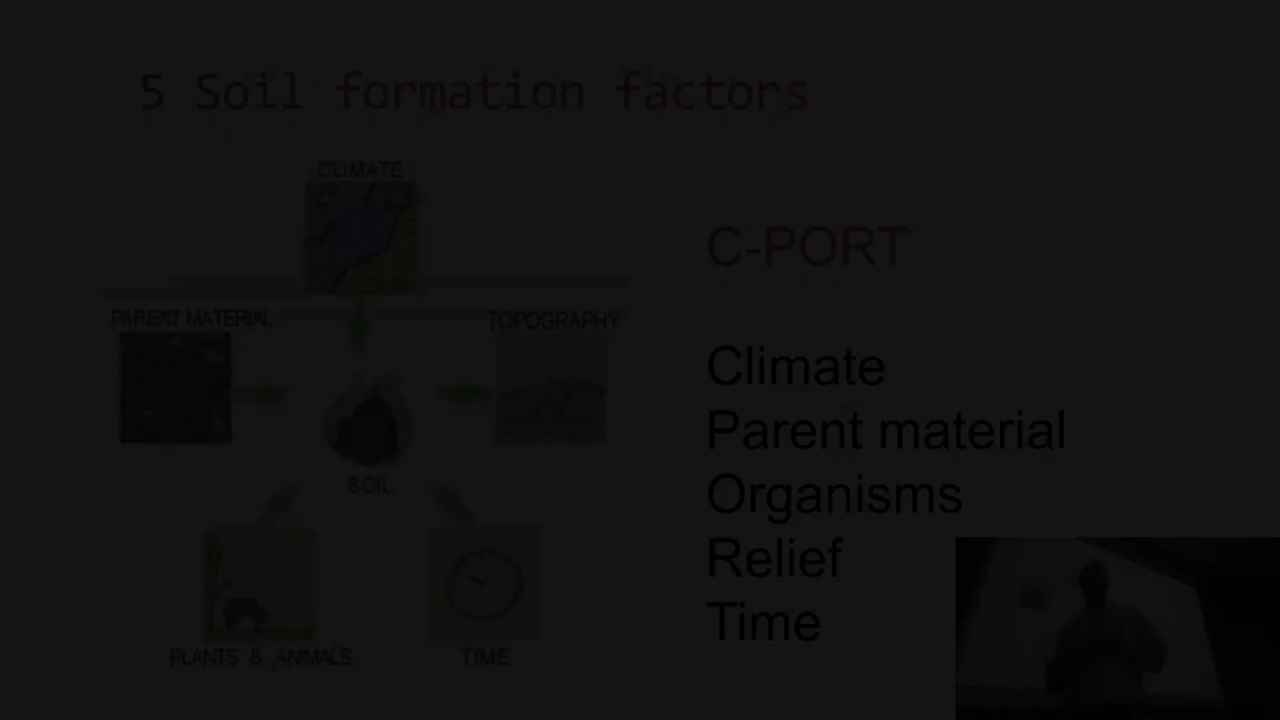 5 Soil formation factors
CLIMATE
PARENT MATERIAL
TOPOGRAPHY
SOIL
PLANTS & ANIMALS
TIME
C-PORT
Climate
Parent material
Organisms
Relief
Time